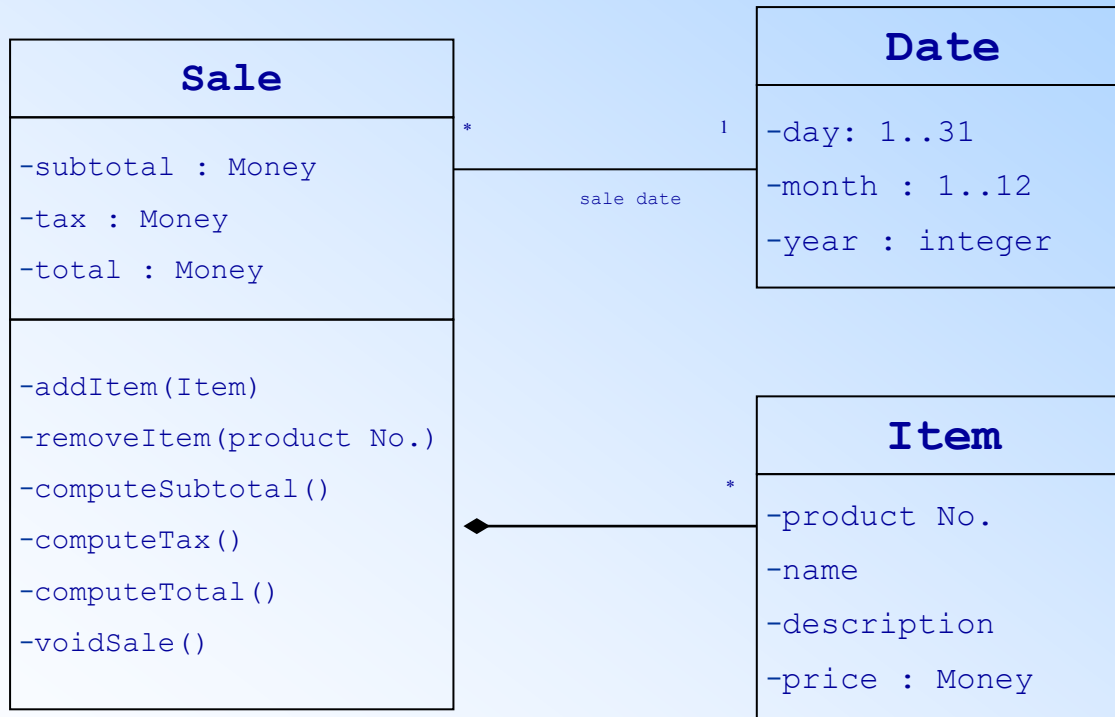 Sale
-subtotal : Money
-tax : Money
-total : Money
-addItem(Item)
-removeItem(product No.)
-computeSubtotal()
-computeTax()
-computeTotal()
-voidSale()
*
1
sale date
Date
-day: 1..31
-month : 1..12
-year : integer
*
Item
-product No.
-name
-description
-price : Money